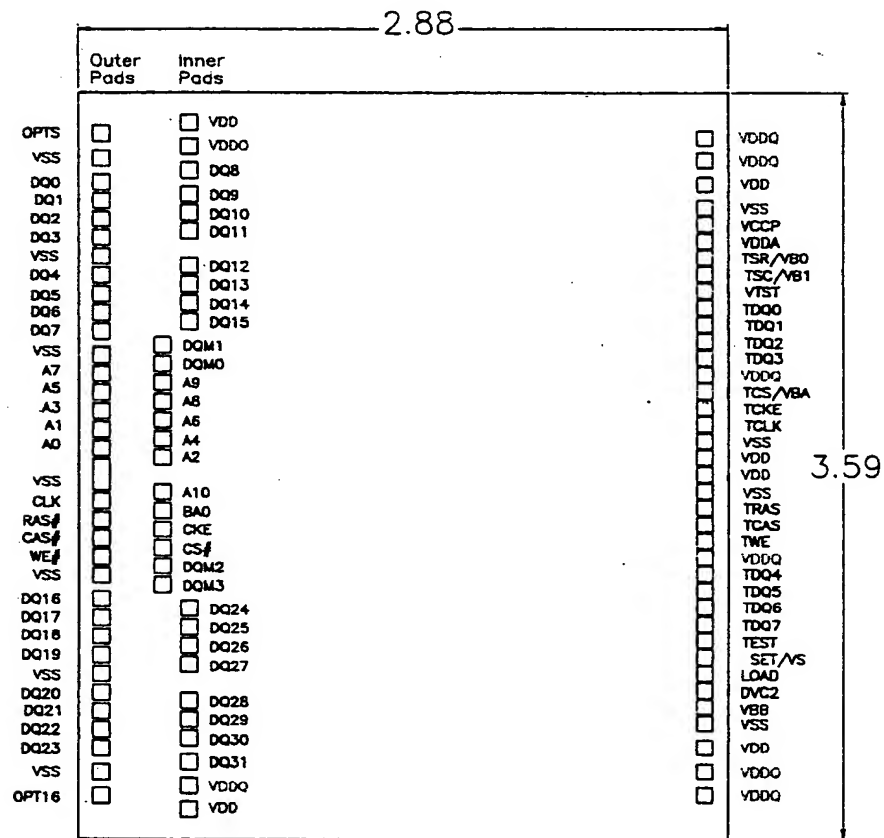 2.88
Outer Pads
Inner Pads
OPTS
VSS
DQ0
DQ1
DQ2
DQ3
VSS
DQ4
DQ5
DQ6
DQ7
VSS
A7
A5
A3
A1
A0
VSS
CLK
RAS#
CAS#
WE#
VSS
DQ16
DQ17
DQ18
DQ19
VSS
DQ20
DQ21
DQ22
DQ23
VSS
OPT16
VDD
VDDQ
DQ8
DQ9
DQ10
DQ11
DQ12
DQ13
DQ14
DQ15
DQM1
DQM0
A9
A8
A6
A4
A2
A10
BA0
CKE
CS#
DQM2
DQM3
DQ24
DQ25
DQ26
DQ27
DQ28
DQ29
DQ30
DQ31
VDDQ
VDD
VDDQ
VDDQ
VDD
VSS
VCCP
VDDA
TSR/VB0
TSC/VB1
VTST
TDQ0
TDQ1
TDQ2
TDQ3
VDDQ
TCS/VBA
TCKE
TCLK
VSS
VDD
VDD
VSS
TRAS
TCAS
TWE
VDDQ
TDQ4
TDQ5
TDQ6
TDQ7
TEST
SET/VS
LOAD
DVC2
VBB
VSS
VDD
VDDQ
VDDQ
3.59